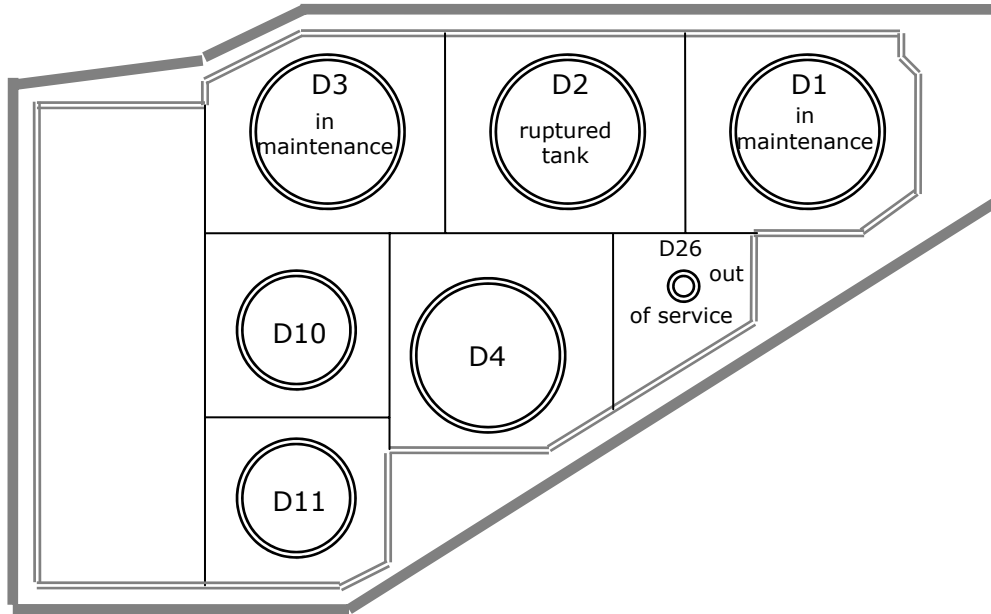 D3
in
maintenance
D2
ruptured
tank
D1
in
maintenance
D26
out
of service
D10
D4
D11